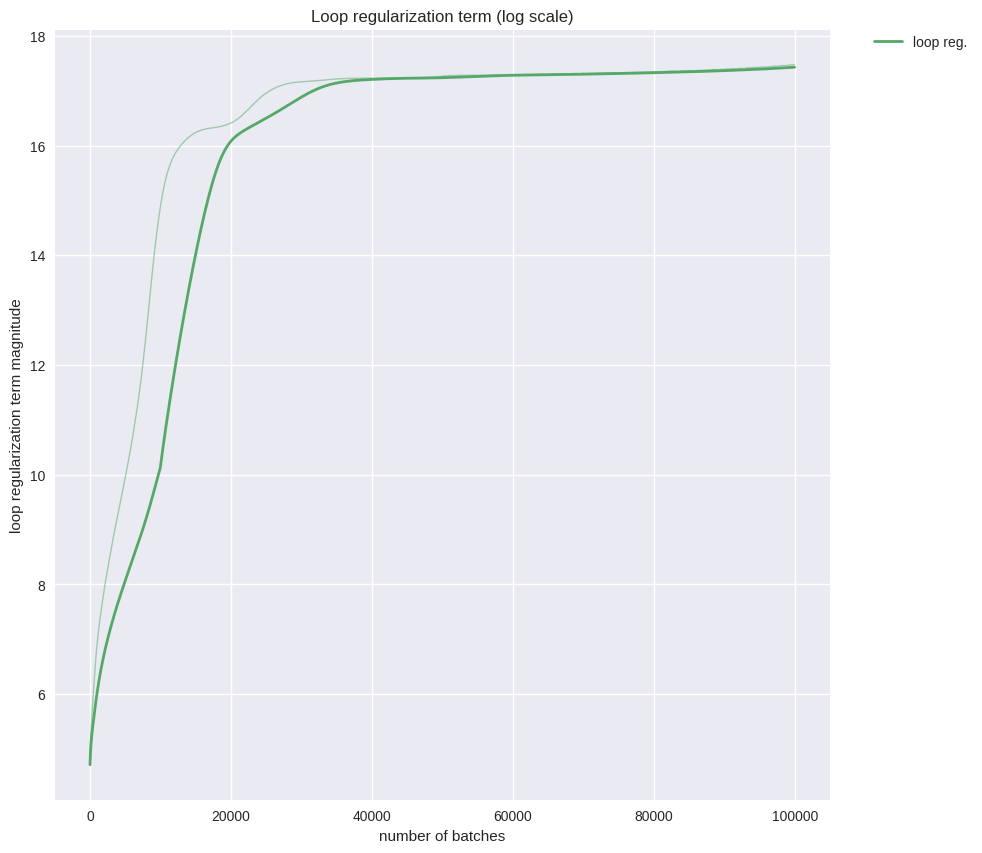 Loop regularization term (log scale)
loop reg.
loop regularization term magnitude
18
16
14
12
10
8
6
0 20000 40000 60000 80000 100000
number of batches